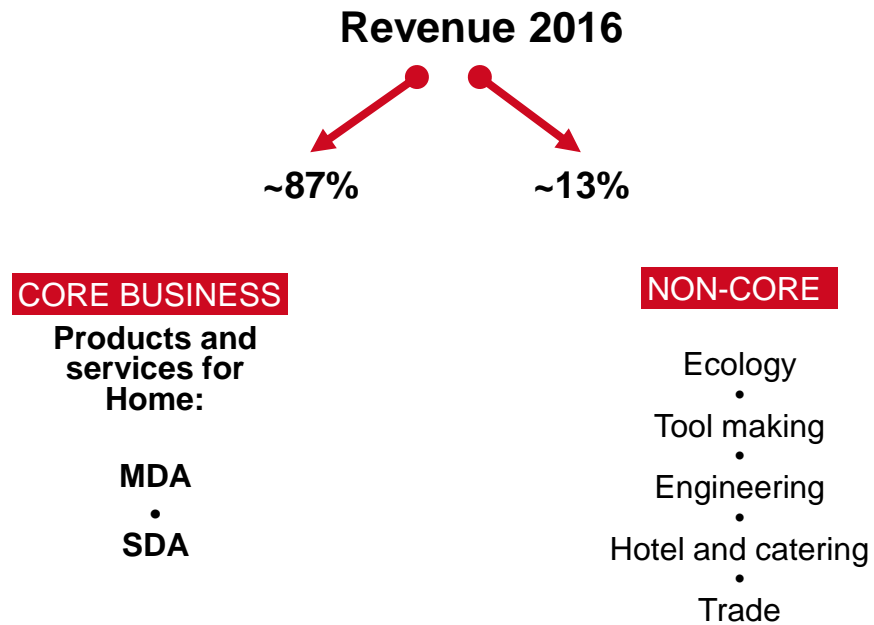 Revenue 2016
~87%
~13%
CORE BUSINESS
Products and
services for
Home:
MDA
•
SDA
NON-CORE
Ecology
•
Tool making
•
Engineering
•
Hotel and catering
•
Trade